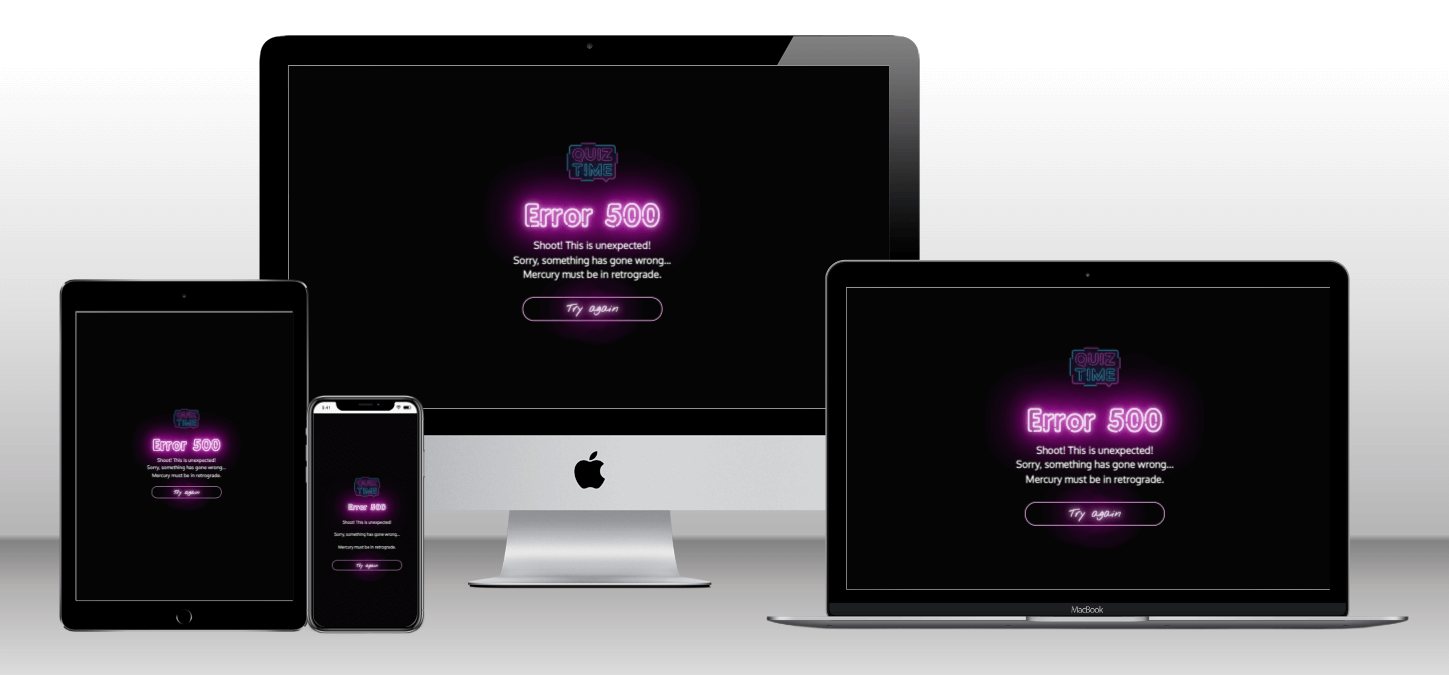 QUIZ
TIME
Error 500
Shoot! This is unexpected!
Sorry, something has gone wrong...
Mercury must be in retrograde.
Try again
QUIZ
TIME
Error 500
Shoot! This is unexpected!
Sorry, something has gone wrong...
Mercury must be in retrograde.
Try again
9:41
QUIZ
TIME
Error 500
Shoot! This is unexpected!
Sorry, something has gone wrong...
Mercury must be in retrograde.
Try again
QUIZ
TIME
Error 500
Shoot! This is unexpected!
Sorry, something has gone wrong...
Mercury must be in retrograde.
Try again
MacBook